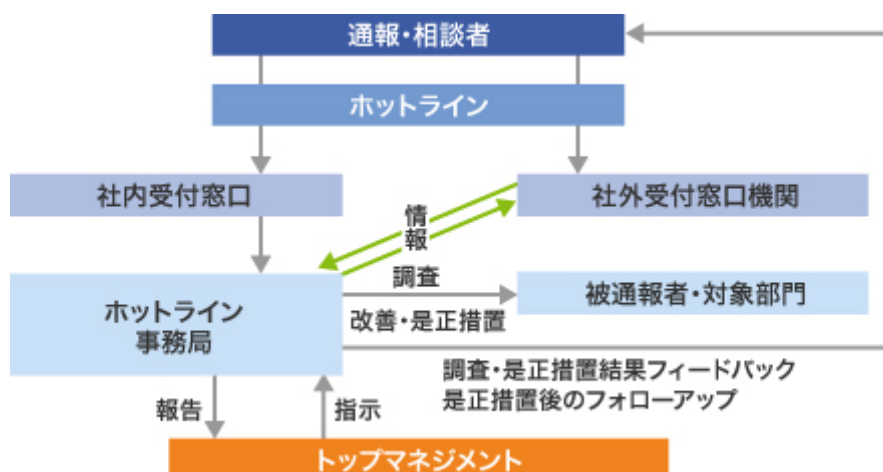 通報・相談者
ホットライン
社内受付窓口
社外受付窓口機関
情報
調査
改善・是正措置
ホットライン
事務局
被通報者・対象部門
調査・是正措置結果フィードバック
是正措置後のフォローアップ
報告
指示
トップマネジメント